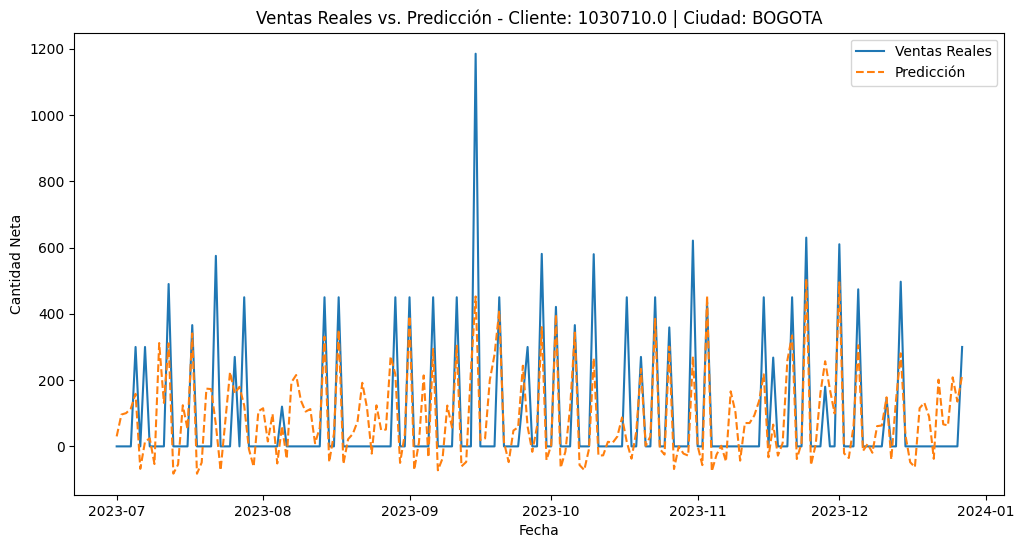 Ventas Reales vs. Predicción - Cliente: 1030710.0 | Ciudad: BOGOTA
Ventas Reales
Predicción
Cantidad Neta
1200
1000
800
600
400
200
0
2023-07
2023-08
2023-09
2023-10
2023-11
2023-12
2024-01
Fecha